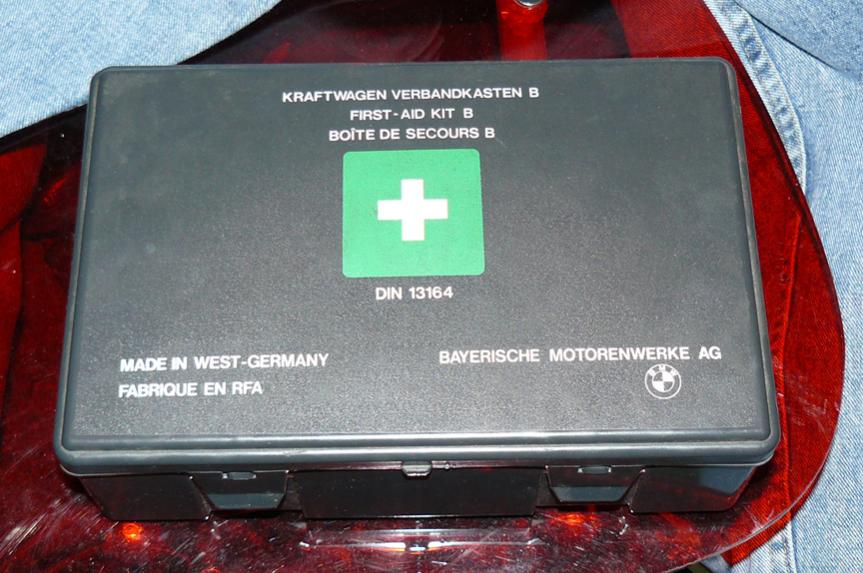 KRAFTWAGEN VERBANDKASTEN B
FIRST-AID KIT B
BOÎTE DE SECOURS B
DIN 13164
MADE IN WEST-GERMANY
FABRIQUE EN RFA
BAYERISCHE MOTORENWERKE AG
BMW